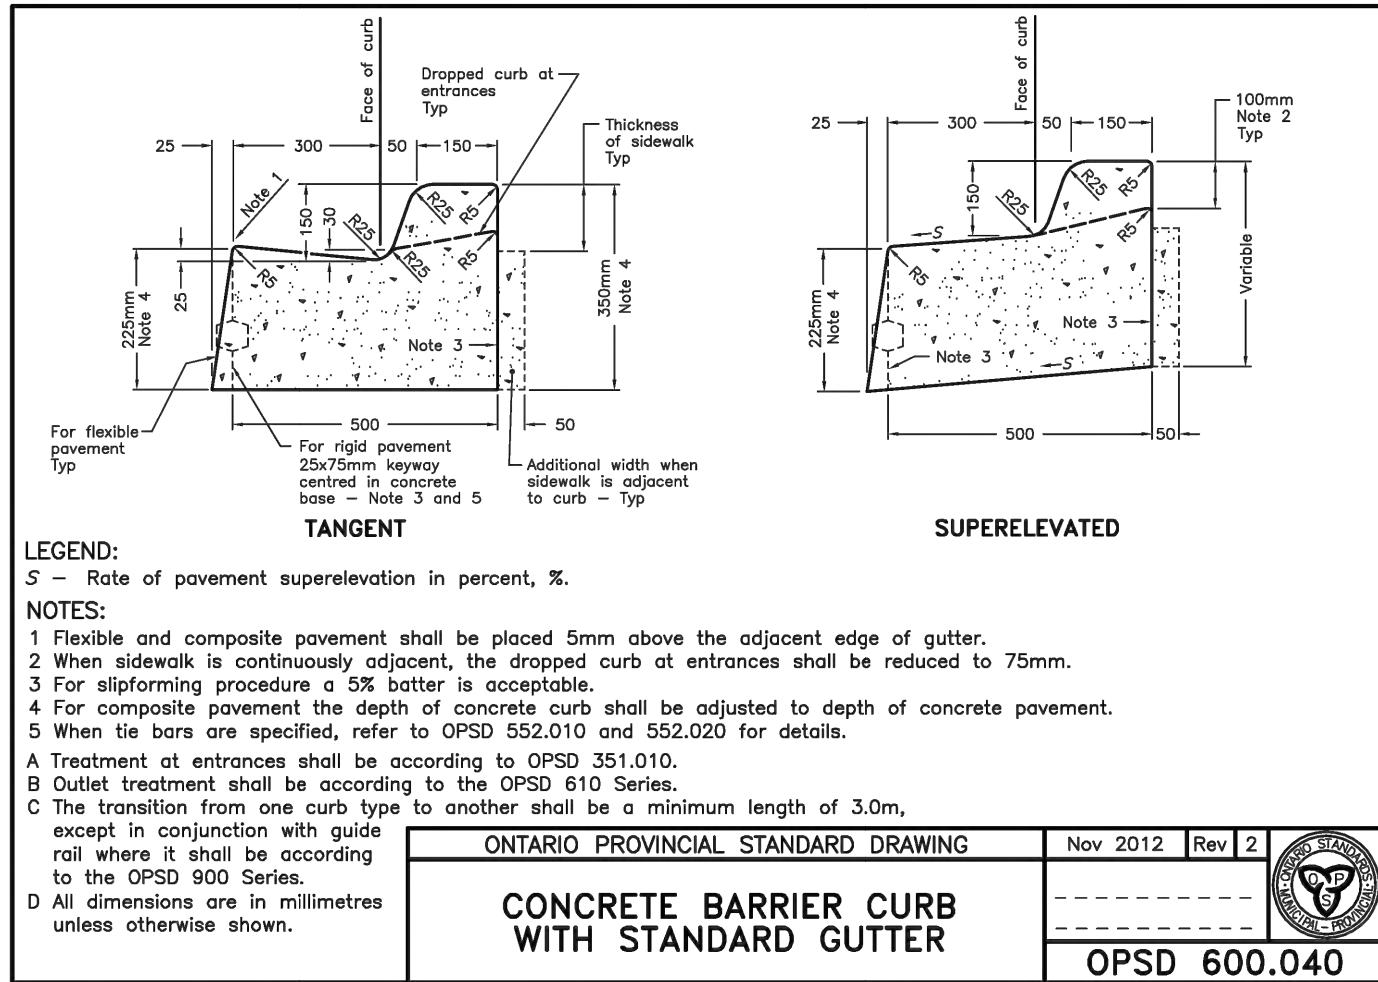 Face of curb
Dropped curb at
entrances
Typ
Thickness
of sidewalk
Typ
25
300
50
150
Note 1
150
30
R25
R25
R5
R25
R5
R5
225mm
Note 4
25
350mm
Note 4
Note 3
500
50
For flexible
pavement
Typ
For rigid pavement
25x75mm keyway
centred in concrete
base – Note 3 and 5
Additional width when
sidewalk is adjacent
to curb – Typ
TANGENT
Face of curb
100mm
Note 2
Typ
25
300
50
150
150
R25
R25
R5
R5
S
R5
225mm
Note 4
Variable
Note 3
Note 3
S
500
50
SUPERELEVATED
LEGEND:
S – Rate of pavement superelevation in percent, %.
NOTES:
1 Flexible and composite pavement shall be placed 5mm above the adjacent edge of gutter.
2 When sidewalk is continuously adjacent, the dropped curb at entrances shall be reduced to 75mm.
3 For slipforming procedure a 5% batter is acceptable.
4 For composite pavement the depth of concrete curb shall be adjusted to depth of concrete pavement.
5 When tie bars are specified, refer to OPSD 552.010 and 552.020 for details.
A Treatment at entrances shall be according to OPSD 351.010.
B Outlet treatment shall be according to the OPSD 610 Series.
C The transition from one curb type to another shall be a minimum length of 3.0m,
except in conjunction with guide
rail where it shall be according
to the OPSD 900 Series.
D All dimensions are in millimetres
unless otherwise shown.
ONTARIO PROVINCIAL STANDARD DRAWING
Nov 2012
Rev
2
CONCRETE BARRIER CURB
WITH STANDARD GUTTER
ONTARIO STANDARDS
MUNICIPAL – PROVINCIAL
O P
S
OPSD 600.040